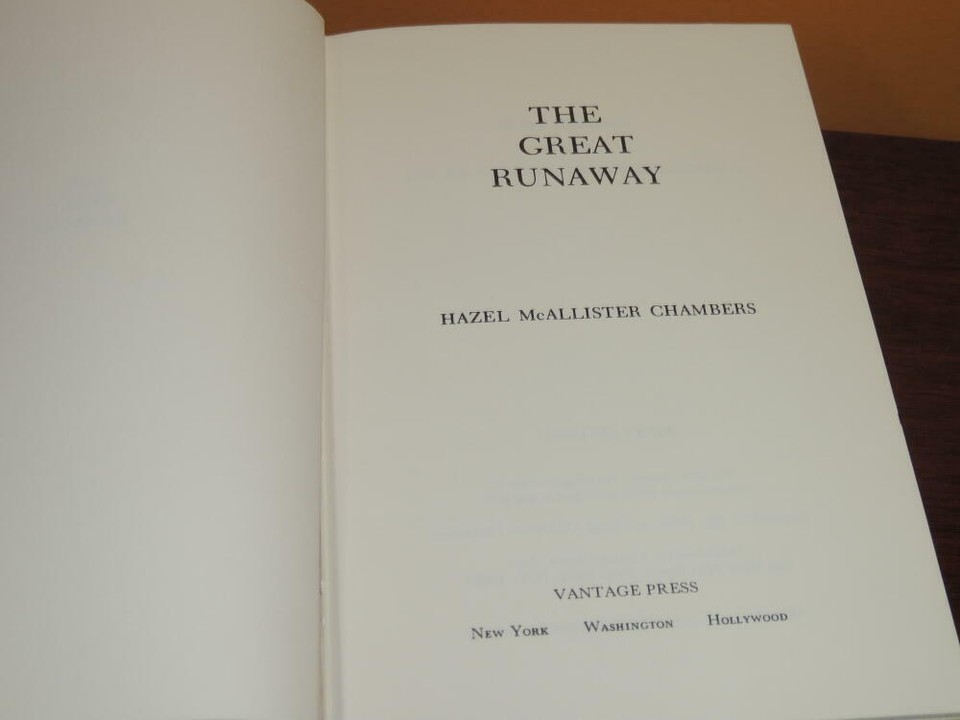 THE
GREAT
RUNAWAY
HAZEL McALLISTER CHAMBERS
VANTAGE PRESS
NEW YORK WASHINGTON HOLLYWOOD